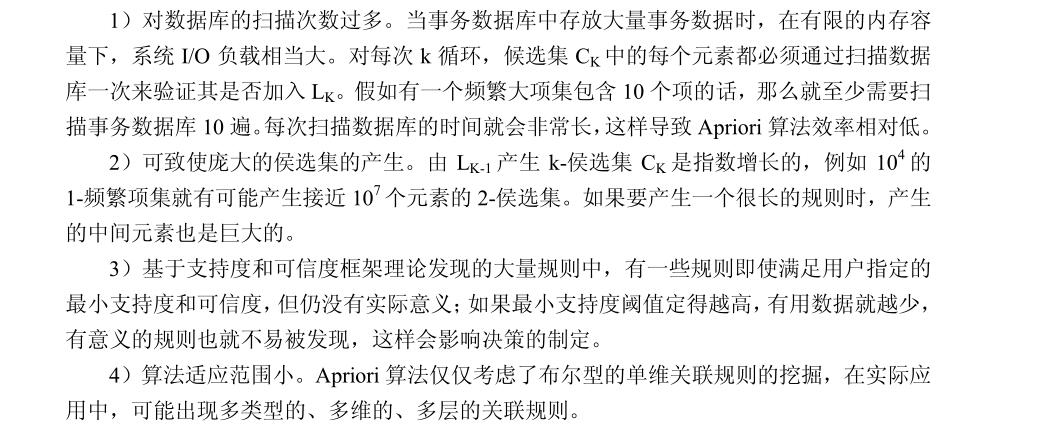 1）对数据库的扫描次数过多。当事务数据库中存放大量事务数据时，在有限的内存容
量下，系统 I/O 负载相当大。对每次 k 循环，候选集 C_K 中的每个元素都必须通过扫描数据
库一次来验证其是否加入 L_K。假如有一个频繁大项集包含 10 个项的话，那么就至少需要扫
描事务数据库 10 遍。每次扫描数据库的时间就会非常长，这样导致 Apriori 算法效率相对低。
2）可致使庞大的侯选集的产生。由 L_{K-1} 产生 k-侯选集 C_K 是指数增长的，例如 10^4 的
1-频繁项集就有可能产生接近 10^7 个元素的 2-侯选集。如果要产生一个很长的规则时，产生
的中间元素也是巨大的。
3）基于支持度和可信度框架理论发现的大量规则中，有一些规则即使满足用户指定的
最小支持度和可信度，但仍没有实际意义；如果最小支持度阈值定得越高，有用数据就越少，
有意义的规则也就不易被发现，这样会影响决策的制定。
4）算法适应范围小。Apriori 算法仅仅考虑了布尔型的单维关联规则的挖掘，在实际应
用中，可能出现多类型的、多维的、多层的关联规则。